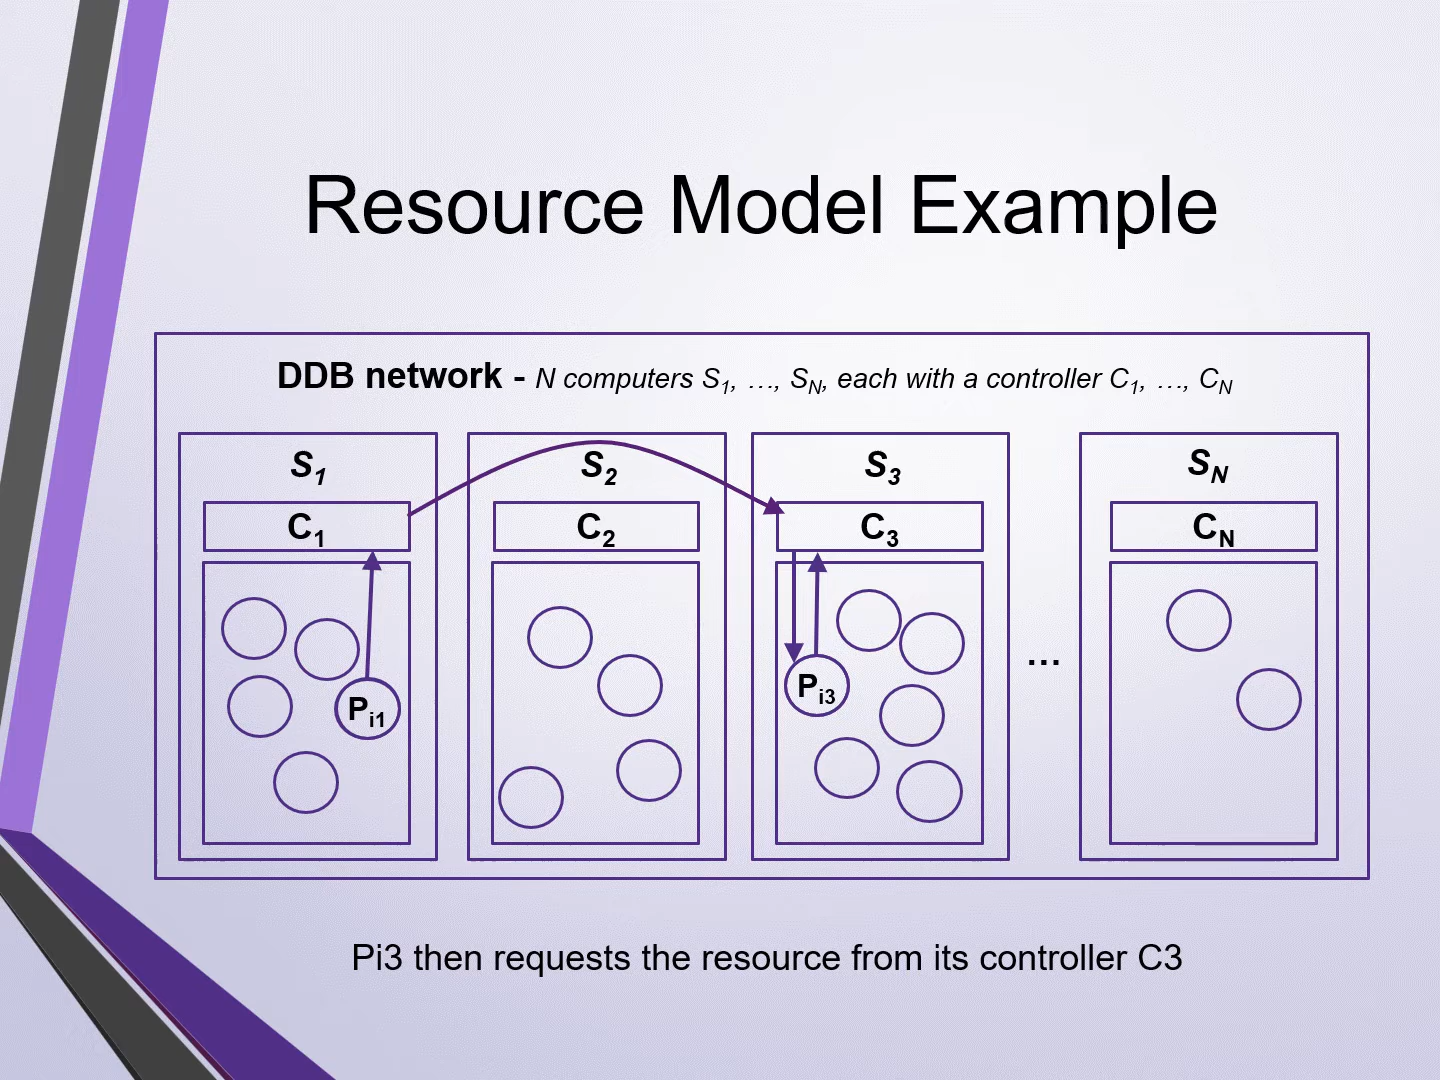 Resource Model Example
DDB network - N computers S1, …, SN, each with a controller C1, …, CN
S1
S2
S3
SN
C1
C2
C3
CN
…
Pi1
Pi3
Pi3 then requests the resource from its controller C3